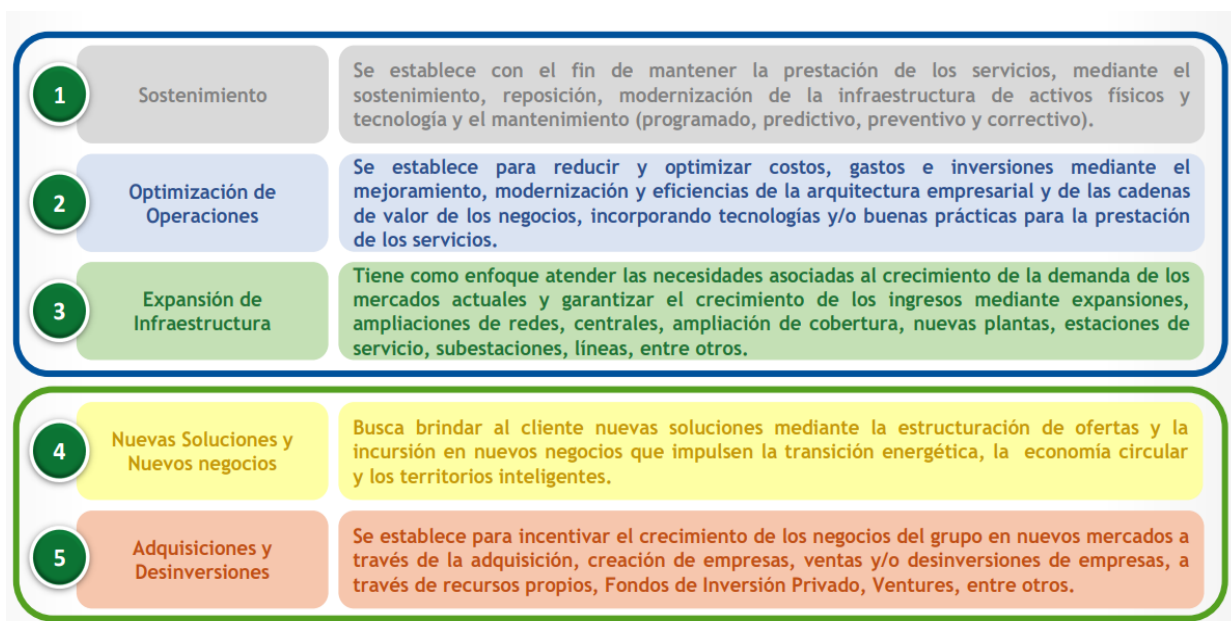 1
Sostenimiento
Se establece con el fin de mantener la prestación de los servicios, mediante el
sostenimiento, reposición, modernización de la infraestructura de activos físicos y
tecnología y el mantenimiento (programado, predictivo, preventivo y correctivo).
2
Optimización de
Operaciones
Se establece para reducir y optimizar costos, gastos e inversiones mediante el
mejoramiento, modernización y eficiencias de la arquitectura empresarial y de las cadenas
de valor de los negocios, incorporando tecnologías y/o buenas prácticas para la prestación
de los servicios.
3
Expansión de
Infraestructura
Tiene como enfoque atender las necesidades asociadas al crecimiento de la demanda de los
mercados actuales y garantizar el crecimiento de los ingresos mediante expansiones,
ampliaciones de redes, centrales, ampliación de cobertura, nuevas plantas, estaciones de
servicio, subestaciones, líneas, entre otros.
4
Nuevas Soluciones y
Nuevos negocios
Busca brindar al cliente nuevas soluciones mediante la estructuración de ofertas y la
incursión en nuevos negocios que impulsen la transición energética, la economía circular
y los territorios inteligentes.
5
Adquisiciones y
Desinversiones
Se establece para incentivar el crecimiento de los negocios del grupo en nuevos mercados a
través de la adquisición, creación de empresas, ventas y/o desinversiones de empresas, a
través de recursos propios, Fondos de Inversión Privado, Ventures, entre otros.